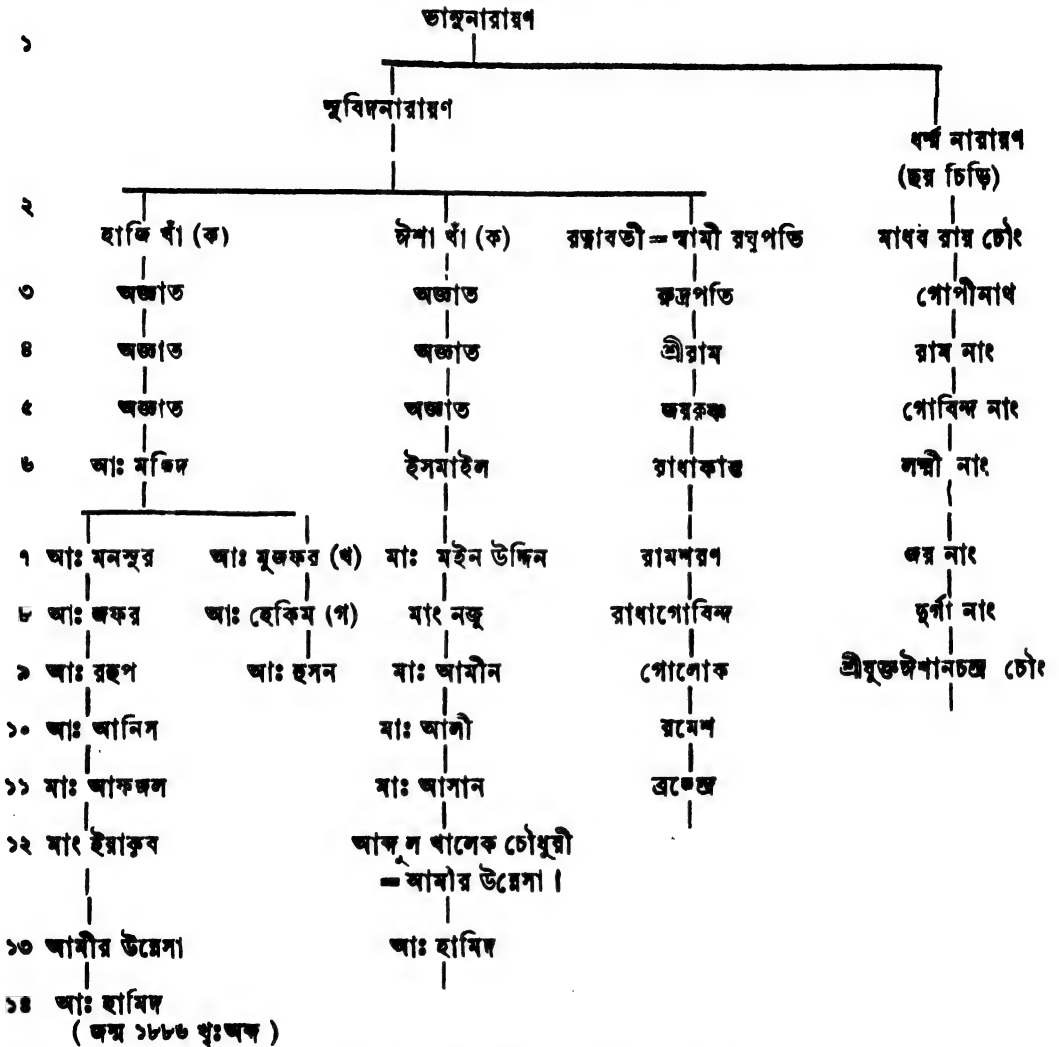 ভানুনারায়ণ
১
সুবিদনারায়ণ
ধর্ম্ম নারায়ণ
(ছয় চিড়ি)
২
হাজি খাঁ (ক) ঈশা খাঁ (ক) রত্নাবতী = স্বামী রঘুপতি মাধব রায় চৌং
৩ অজ্ঞাত অজ্ঞাত রুদ্রপতি গোপীনাথ
৪ অজ্ঞাত অজ্ঞাত শ্রীরাম রাম নাং
৫ অজ্ঞাত অজ্ঞাত জয়কৃষ্ণ গোবিন্দ নাং
৬ আঃ মজিদ ইসমাইল রাধাকান্ত লক্ষ্মী নাং
৭ আঃ মনসুর আঃ মুজফর (খ) মাঃ মইন উদ্দিন রামশরণ জয় নাং
৮ আঃ জফর আঃ হেকিম (গ) মাং নজু রাধাগোবিন্দ দুর্গা নাং
৯ আঃ রহুপ আঃ হুসন মাঃ আমীন গোলোক শ্রীযুক্তঈশানচন্দ্র চৌং
১০ আঃ আনিস মাঃ আলী রমেশ
১১ মাঃ আফজল মাঃ আসান ব্রজেন্দ্র
১২ মাং ইয়াকুব আব্দুল খালেক চৌধুরী
= আমীর উন্নেসা।
১৩ আমীর উন্নেসা আঃ হামিদ
১৪ আঃ হামিদ
( জন্ম ১৮৮৬ খৃঃঅব্দ )